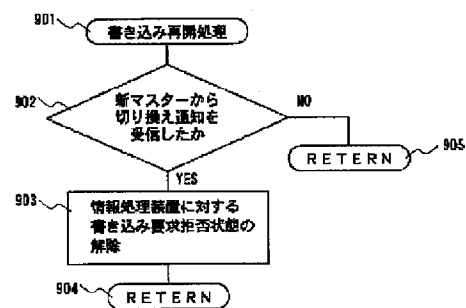 901
書き込み再開処理
902
新マスターから
切り換え通知を
受信したか
NO
RETERN
905
YES
903
情報処理装置に対する
書き込み要求拒否状態の
解除
904
RETERN